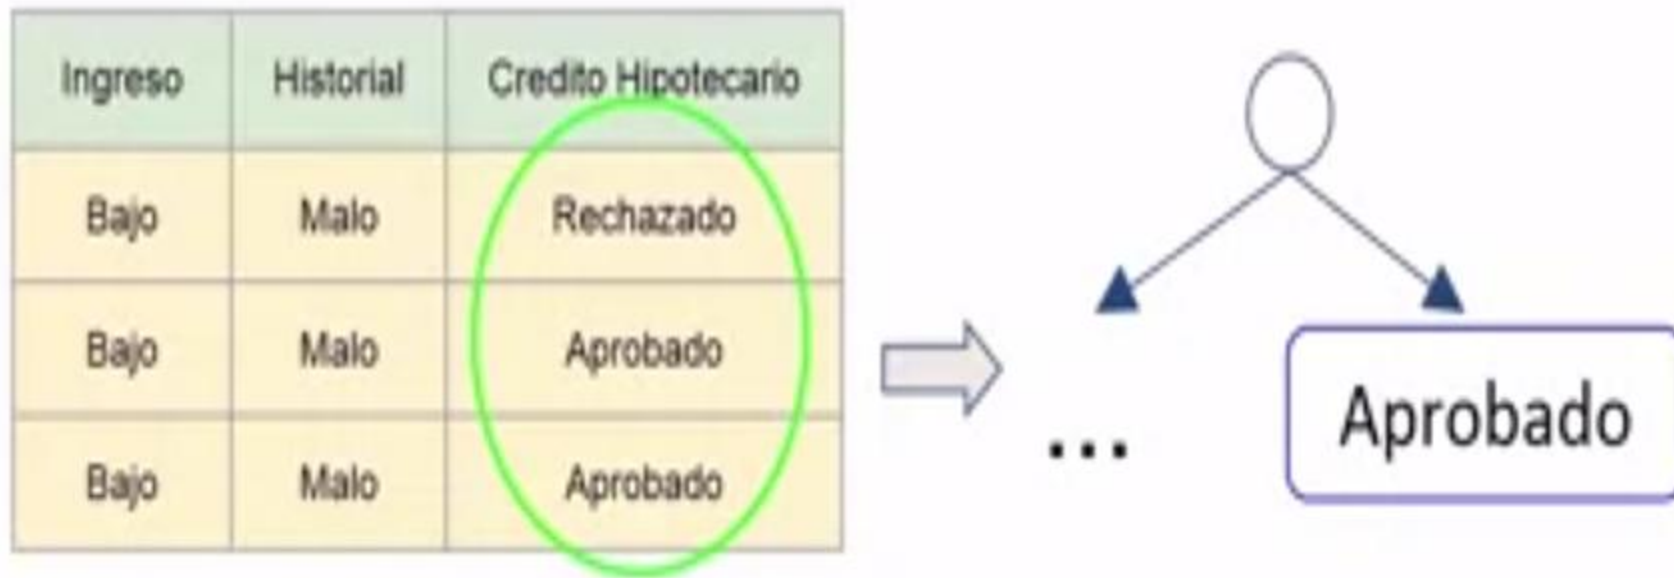 Ingreso Historial Credito Hipotecario
Bajo Malo Rechazado
Bajo Malo Aprobado
Bajo Malo Aprobado
...
Aprobado